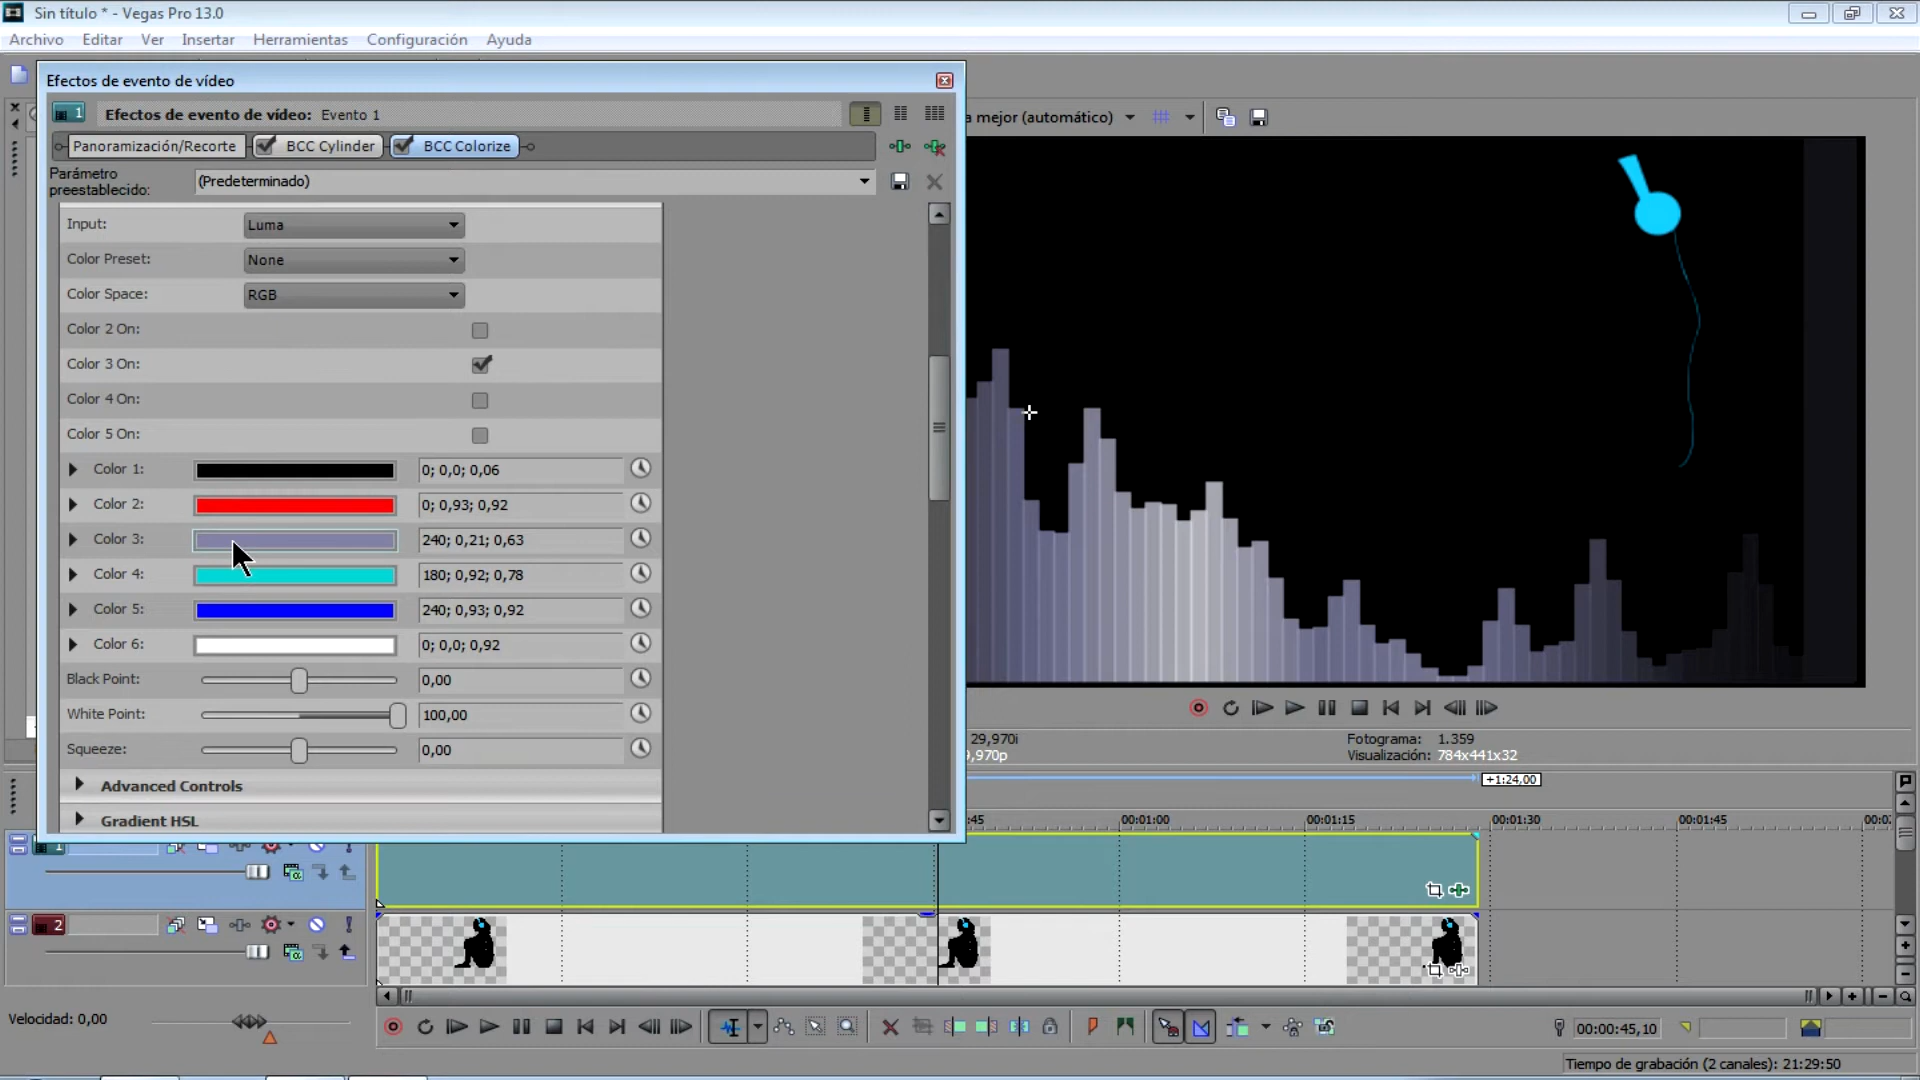 Sin título * - Vegas Pro 13.0
Archivo Editar Ver Insertar Herramientas Configuración Ayuda
Efectos de evento de vídeo
1 Efectos de evento de vídeo: Evento 1
a mejor (automático)
Panoramización/Recorte BCC Cylinder BCC Colorize
Parámetro preestablecido: (Predeterminado)
Input: Luma
Color Preset: None
Color Space: RGB
Color 2 On:
Color 3 On:
Color 4 On:
Color 5 On:
Color 1: 0; 0,0; 0,06
Color 2: 0; 0,93; 0,92
Color 3: 240; 0,21; 0,63
Color 4: 180; 0,92; 0,78
Color 5: 240; 0,93; 0,92
Color 6: 0; 0,0; 0,92
Black Point: 0,00
White Point: 100,00
Squeeze: 0,00
Advanced Controls
Gradient HSL
29,970i Fotograma: 1.359
9,970p Visualización: 784x441x32
+1:24,00
:45 00:01:00 00:01:15 00:01:30 00:01:45 00:0
1
2
Velocidad: 0,00
00:00:45,10
Tiempo de grabación (2 canales): 21:29:50